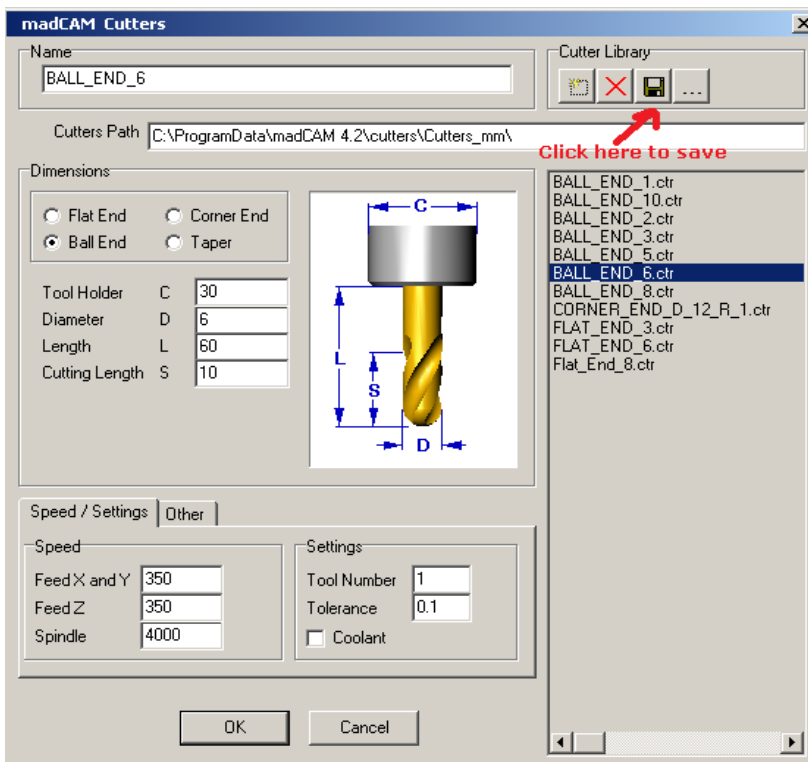 madCAM Cutters
Name
BALL_END_6
Cutter Library
...
Cutters Path C:\ProgramData\madCAM 4.2\cutters\Cutters_mm\
Click here to save
Dimensions
Flat End Corner End
Ball End Taper
Tool Holder C 30
Diameter D 6
Length L 60
Cutting Length S 10
C
L
S
D
BALL_END_1.ctr
BALL_END_10.ctr
BALL_END_2.ctr
BALL_END_3.ctr
BALL_END_5.ctr
BALL_END_6.ctr
BALL_END_8.ctr
CORNER_END_D_12_R_1.ctr
FLAT_END_3.ctr
FLAT_END_6.ctr
Flat_End_8.ctr
Speed / Settings Other
Speed
Feed X and Y 350
Feed Z 350
Spindle 4000
Settings
Tool Number 1
Tolerance 0.1
Coolant
OK Cancel